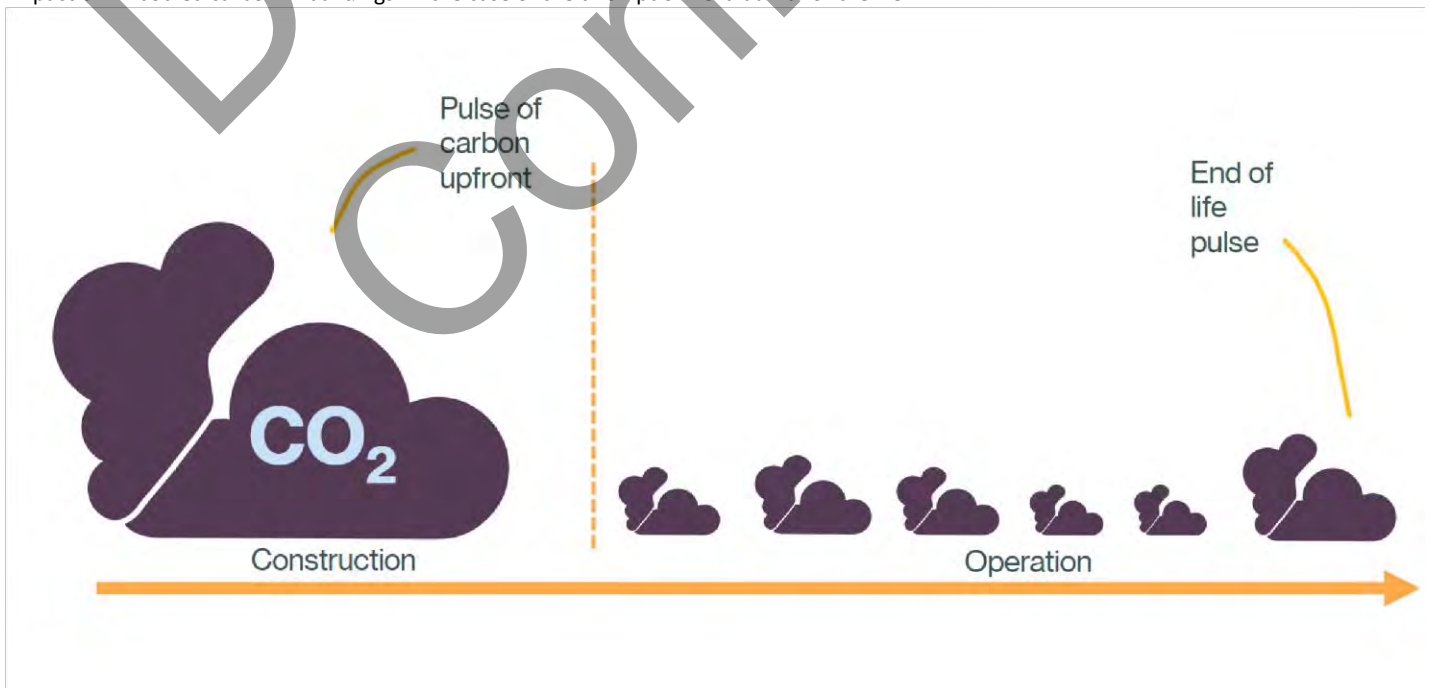 Pulse of
carbon
upfront
End of
life
pulse
CO₂
Construction
Operation